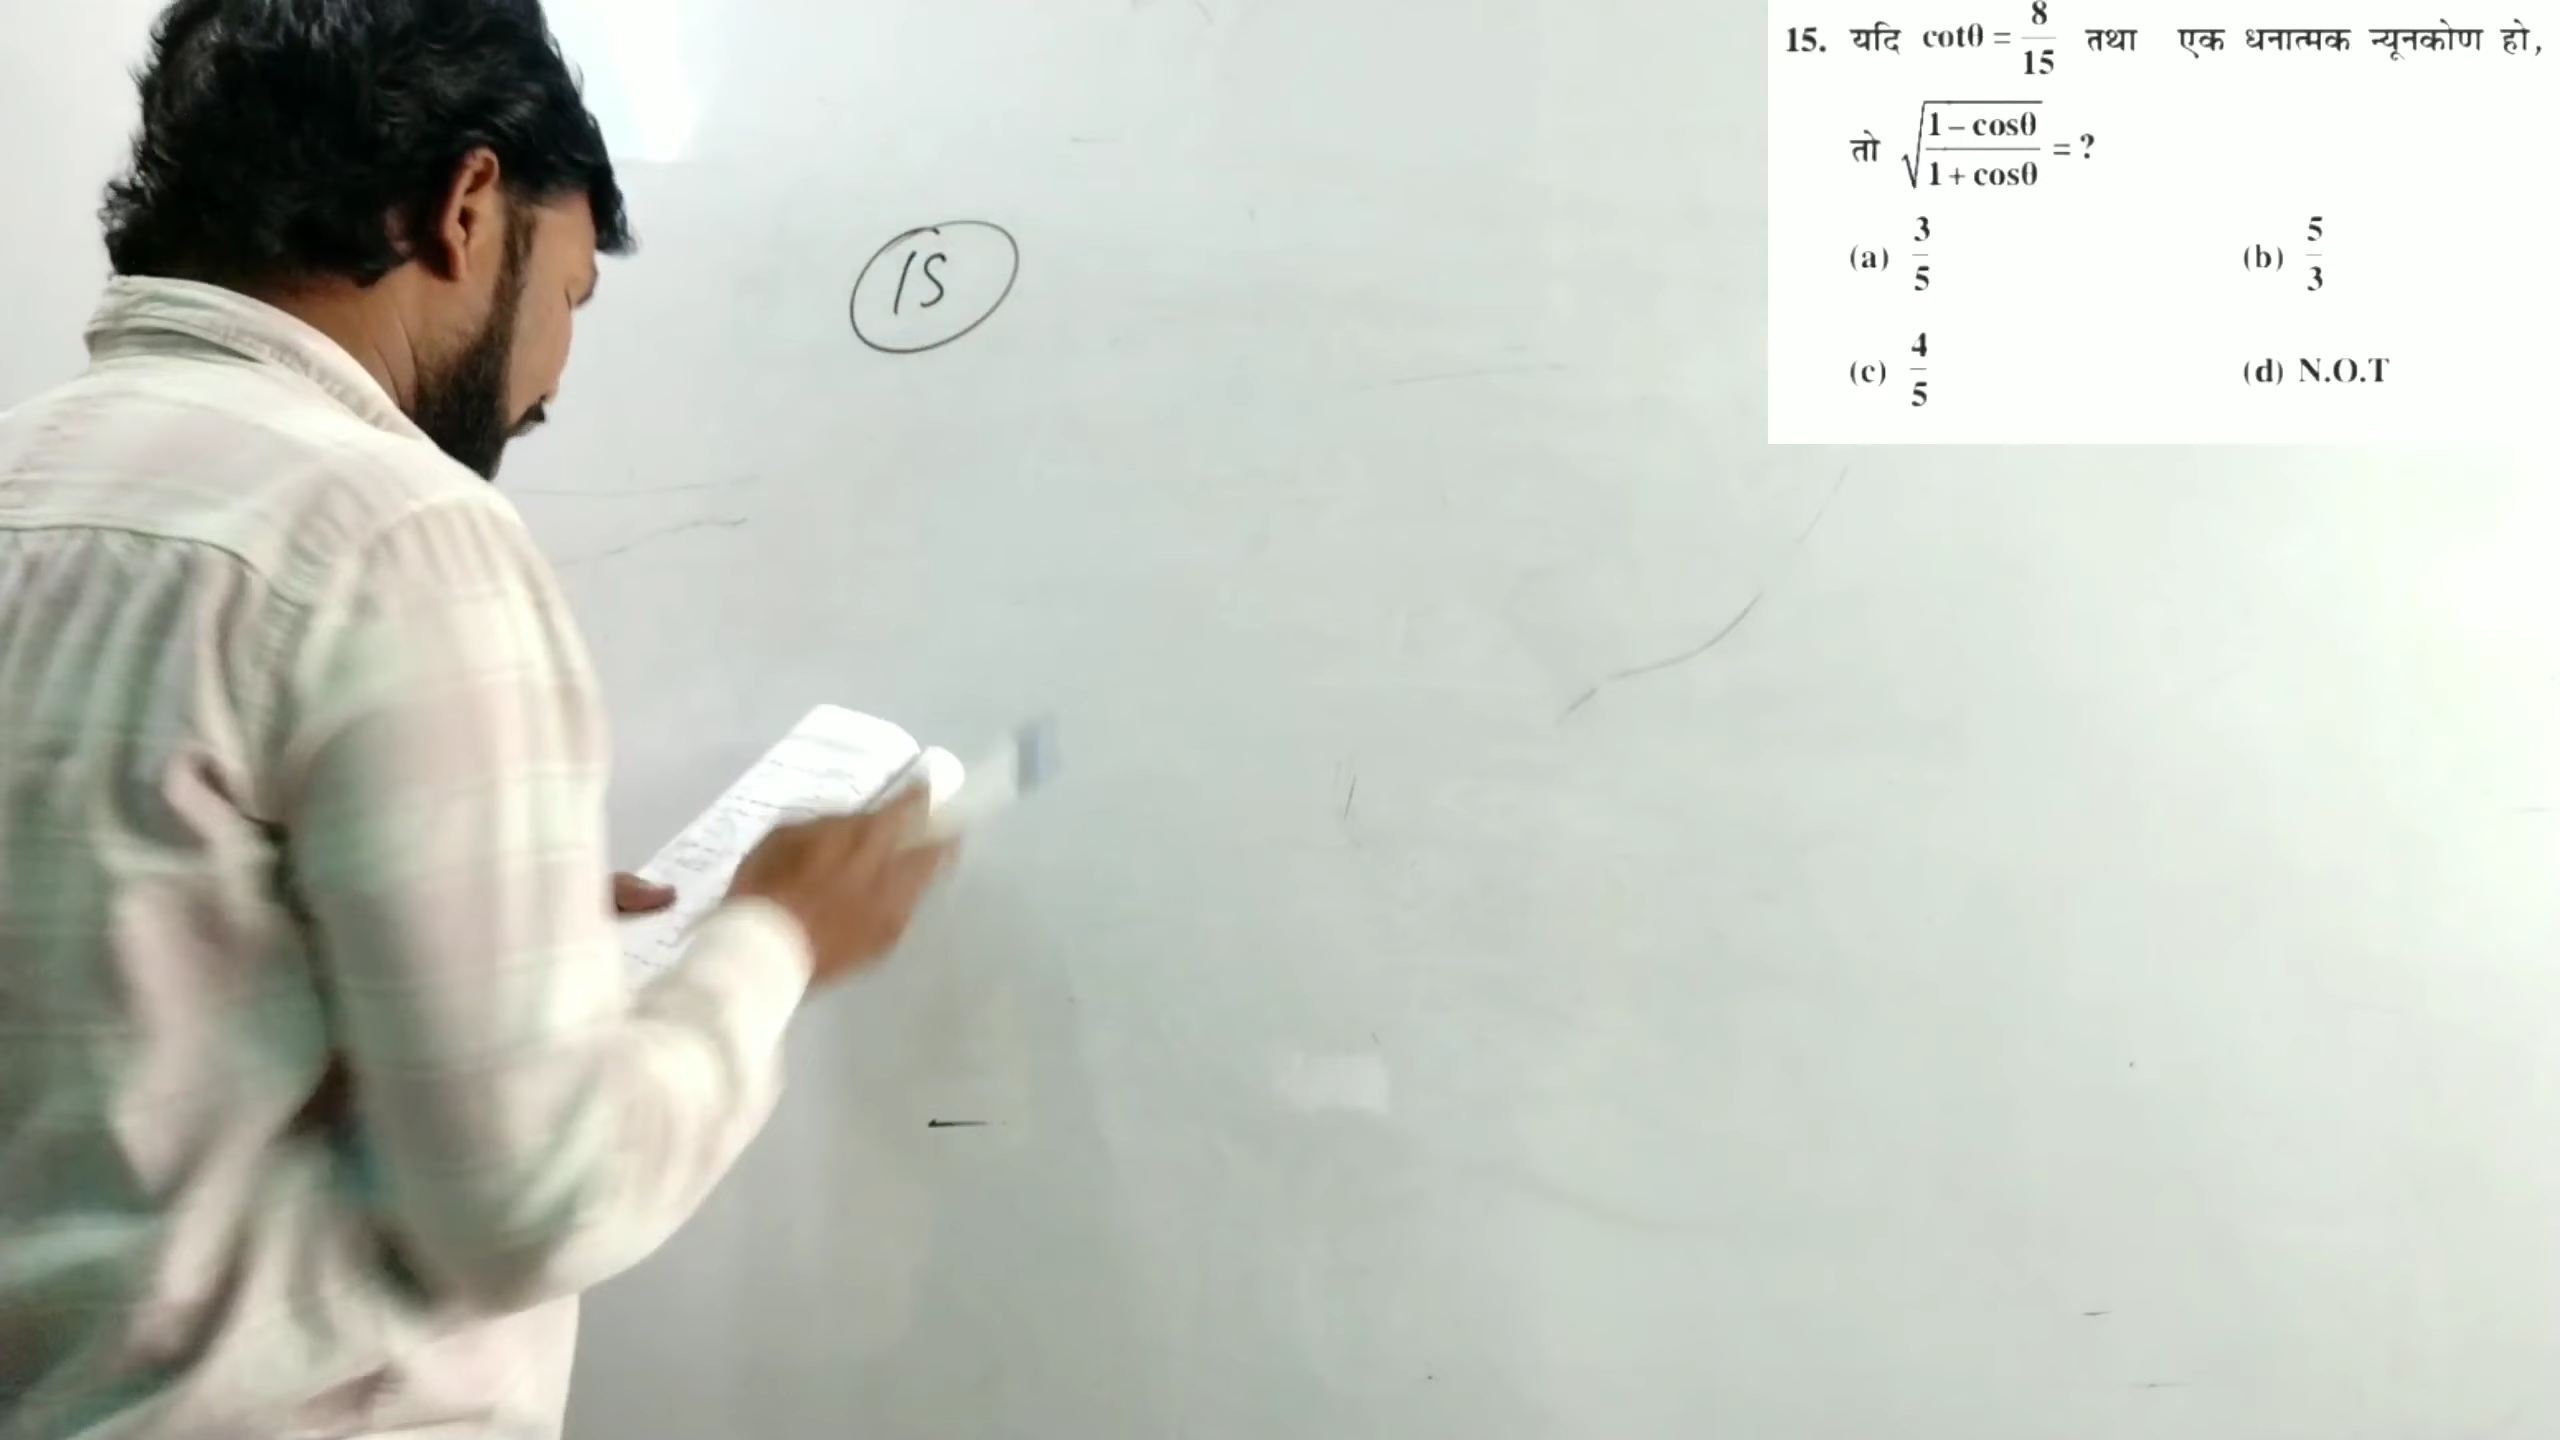 15
15. यदि cotθ = 8/15 तथा एक धनात्मक न्यूनकोण हो,
तो √((1 – cosθ)/(1 + cosθ)) = ?
(a) 3/5 (b) 5/3
(c) 4/5 (d) N.O.T